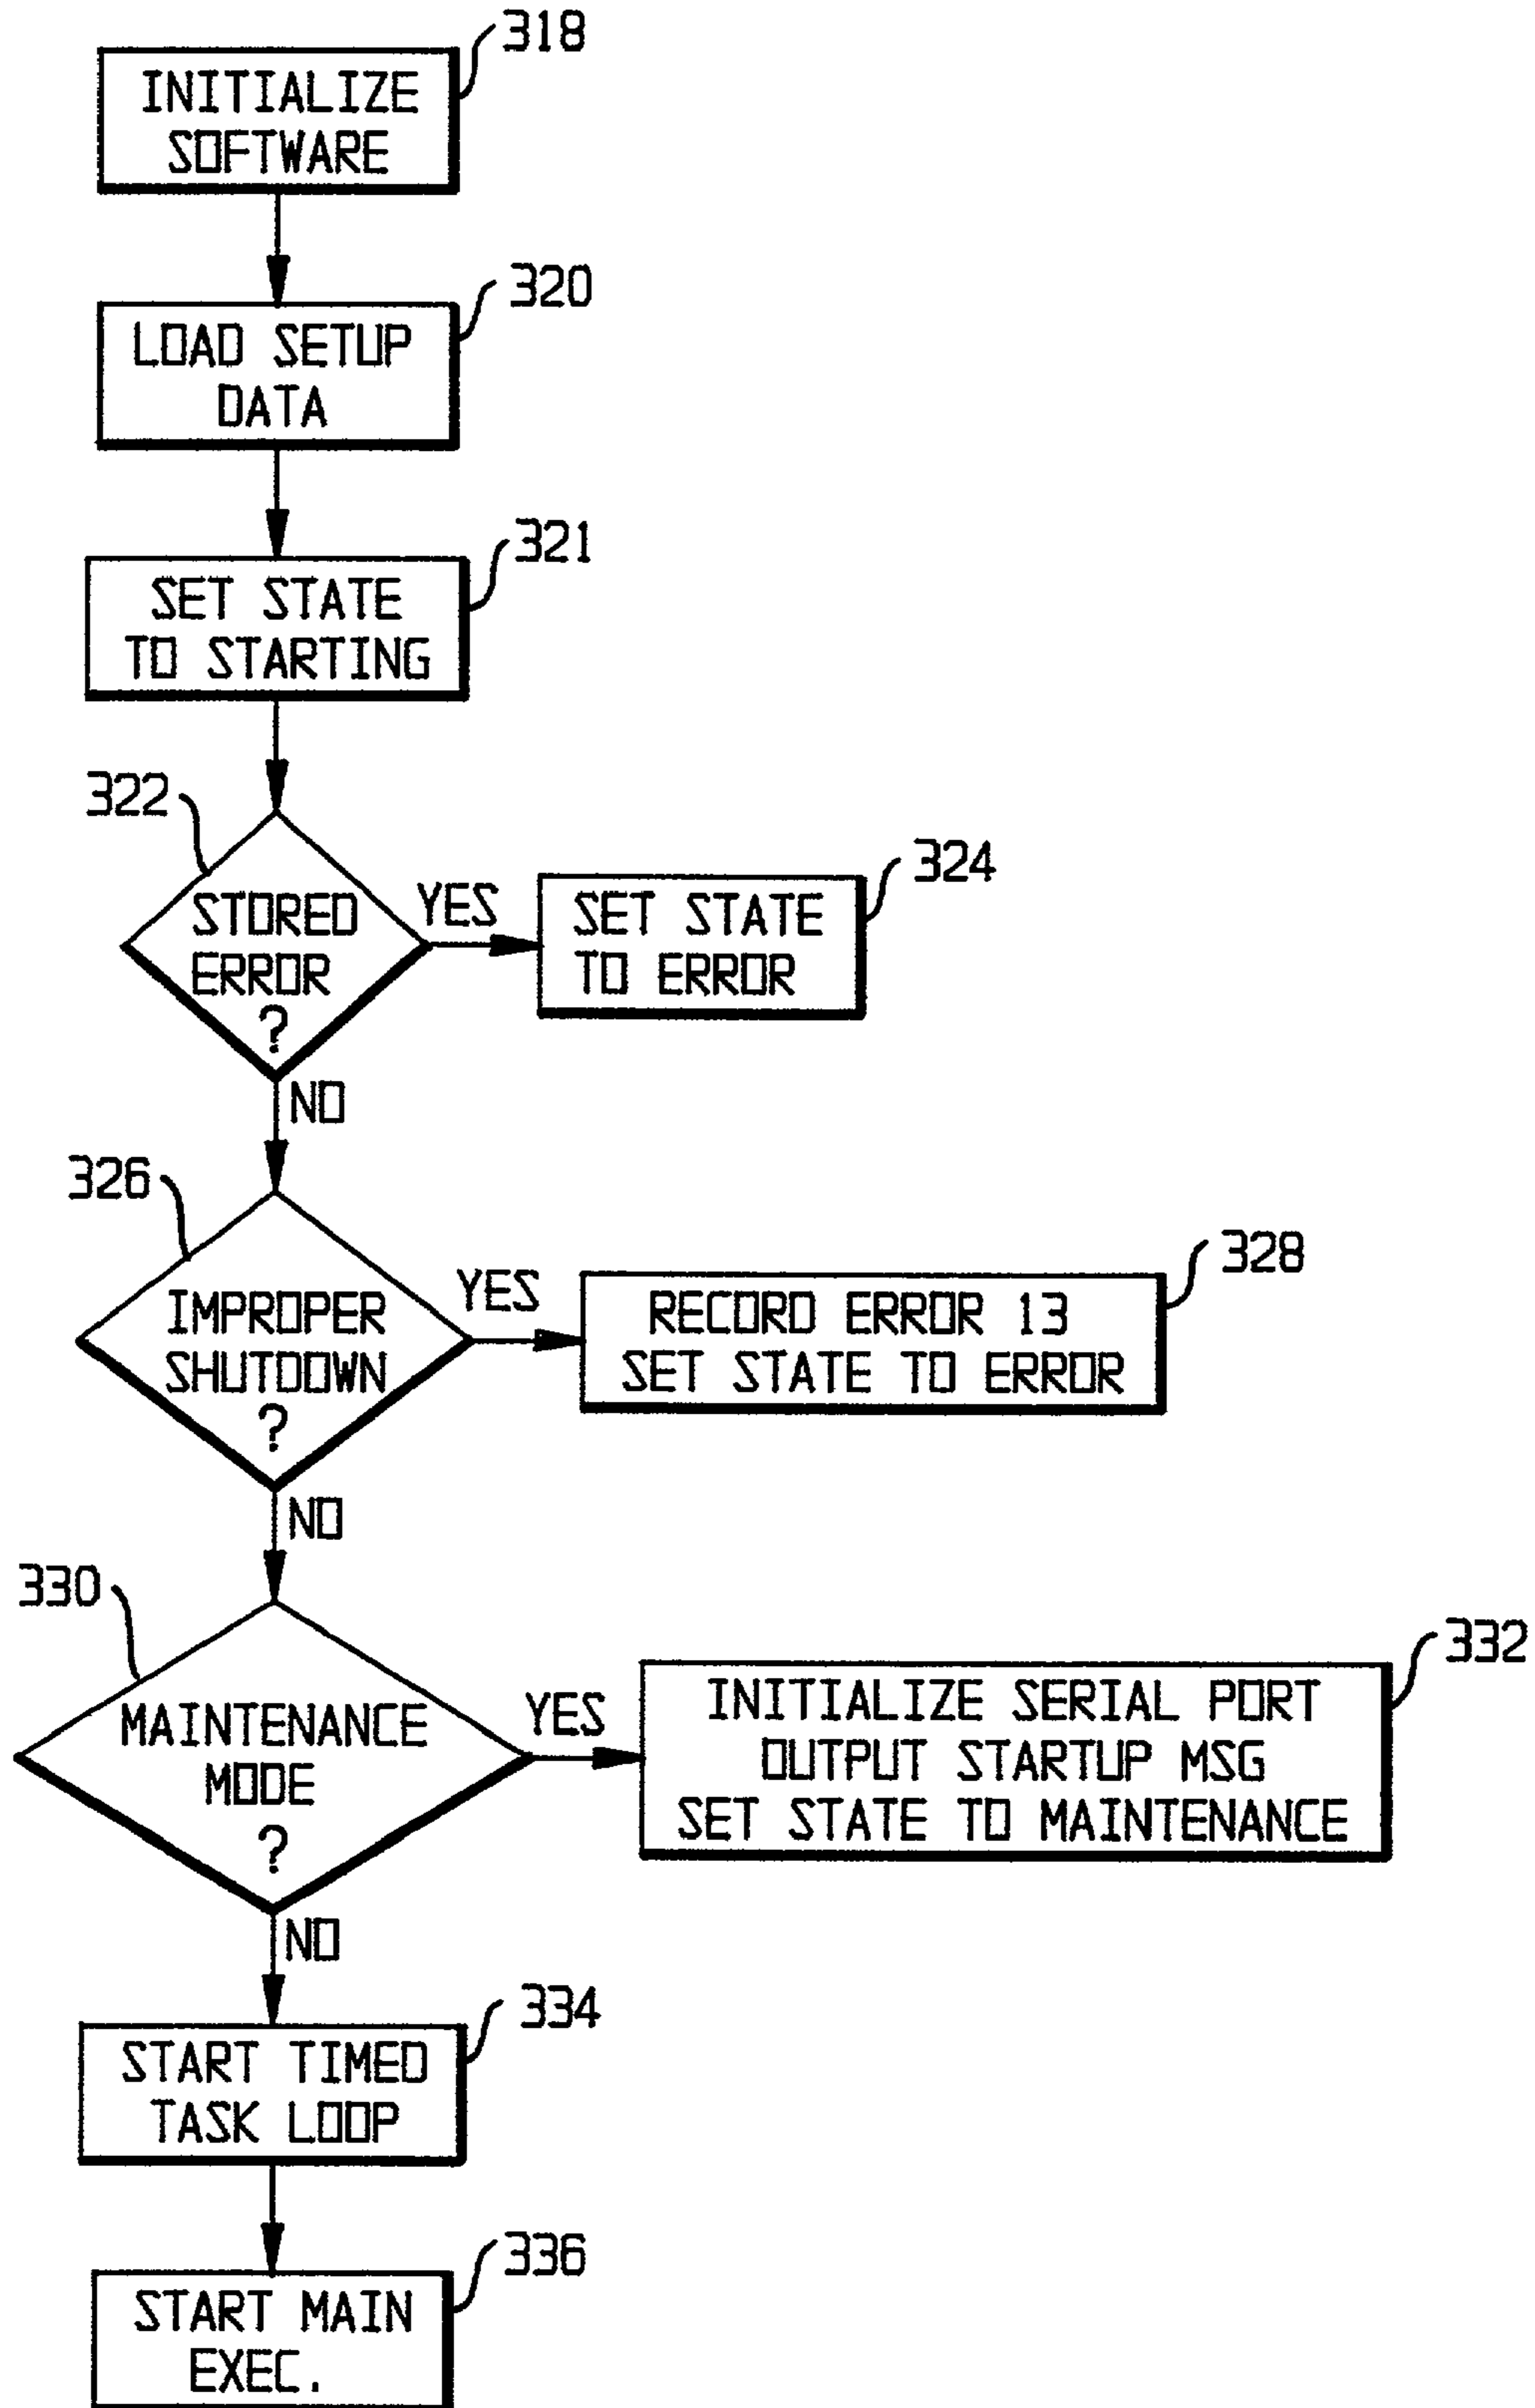 318
INITIALIZE
SOFTWARE
320
LOAD SETUP
DATA
321
SET STATE
TO STARTING
322
STORED
ERROR
?
YES
324
SET STATE
TO ERROR
NO
326
IMPROPER
SHUTDOWN
?
YES
328
RECORD ERROR 13
SET STATE TO ERROR
NO
330
MAINTENANCE
MODE
?
YES
332
INITIALIZE SERIAL PORT
OUTPUT STARTUP MSG
SET STATE TO MAINTENANCE
NO
334
START TIMED
TASK LOOP
336
START MAIN
EXEC.